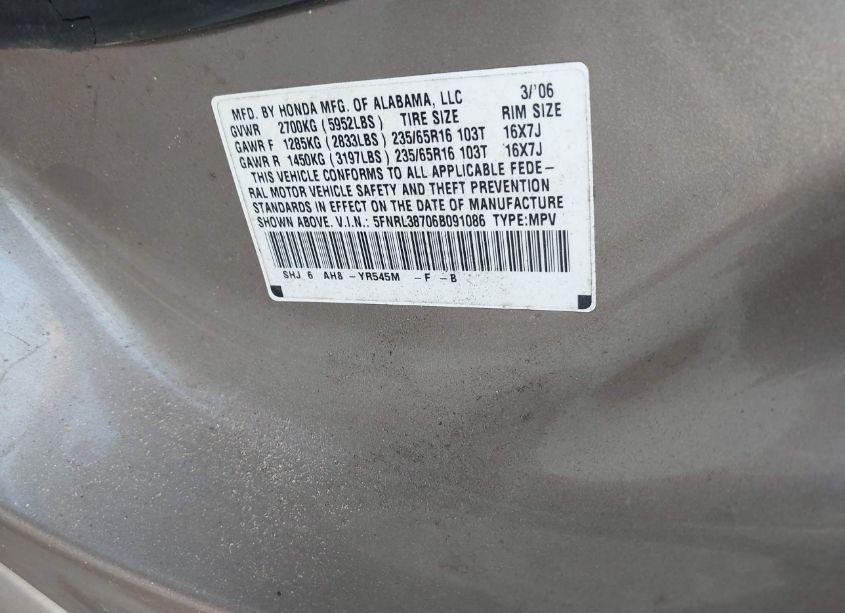 MFD. BY HONDA MFG. OF ALABAMA, LLC 3/'06
GVWR 2700KG (5952LBS) TIRE SIZE RIM SIZE
GAWR F 1285KG (2833LBS) 235/65R16 103T 16X7J
GAWR R 1450KG (3197LBS) 235/65R16 103T 16X7J
THIS VEHICLE CONFORMS TO ALL APPLICABLE FEDE-
RAL MOTOR VEHICLE SAFETY AND THEFT PREVENTION
STANDARDS IN EFFECT ON THE DATE OF MANUFACTURE
SHOWN ABOVE. V.I.N.: 5FNRL38706B091086 TYPE:MPV
SHJ 6 AH8 -YR545M -F -B